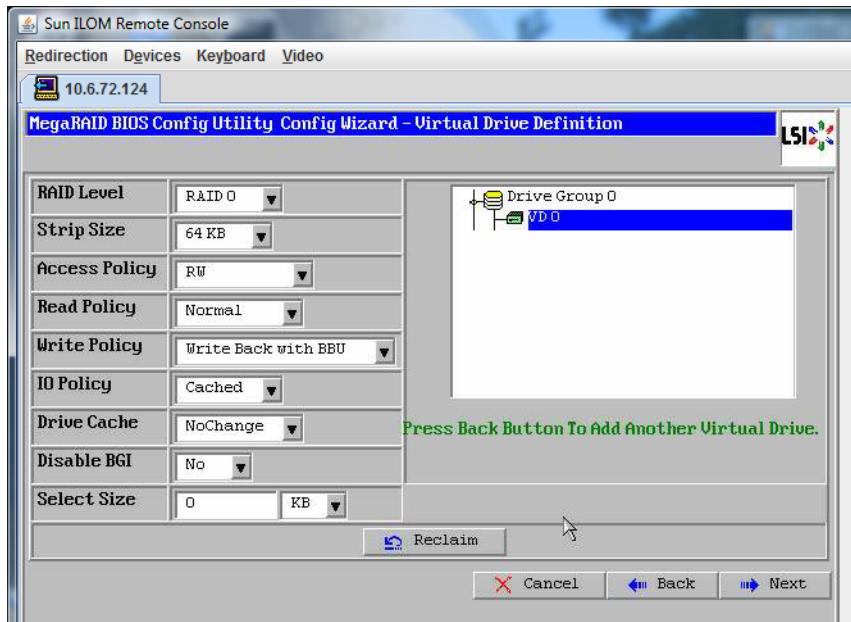 Sun ILOM Remote Console
Redirection Devices Keyboard Video
10.6.72.124
MegaRAID BIOS Config Utility Config Wizard - Virtual Drive Definition
LSI
RAID Level RAID 0
Strip Size 64 KB
Access Policy RW
Read Policy Normal
Write Policy Write Back with BBU
IO Policy Cached
Drive Cache NoChange
Disable BGI No
Select Size 0 KB
Drive Group 0
VD 0
Press Back Button To Add Another Virtual Drive.
Reclaim
Cancel Back Next